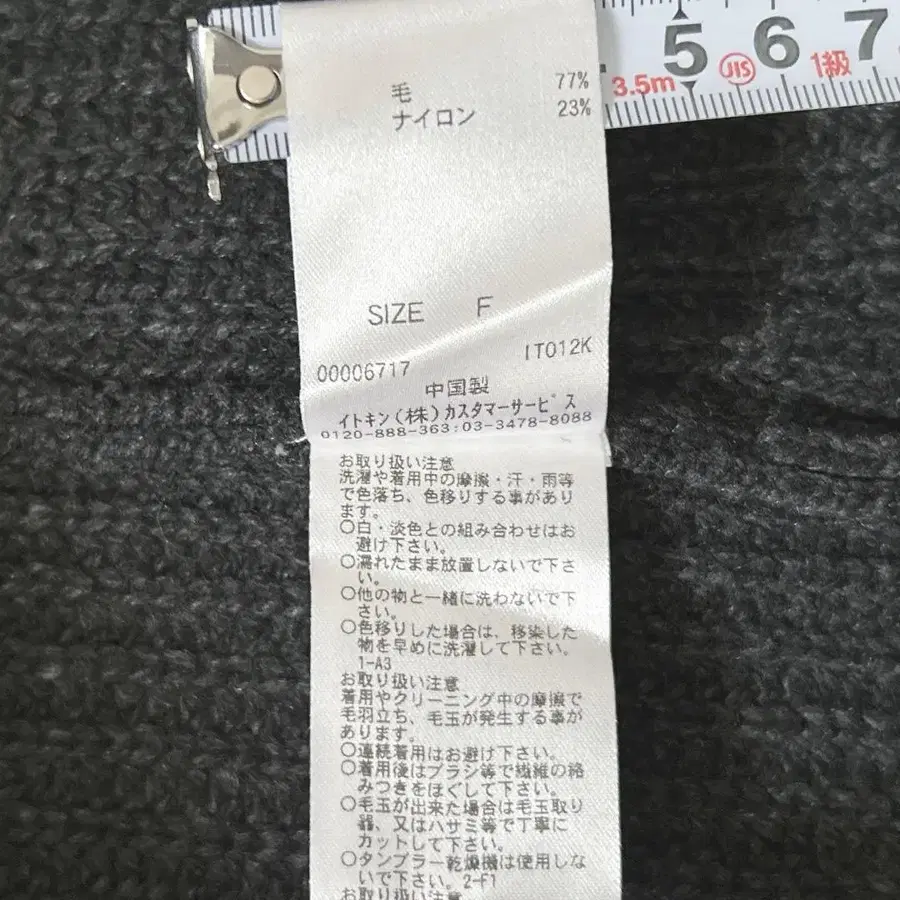 3.5m 5 JIS 6 1級 7
毛 77%
ナイロン 23%
SIZE F
00006717 IT012K
中国製
イトキン(株)カスタマーサービス
0120-888-363:03-3478-8088
お取り扱い注意
洗濯や着用中の摩擦・汗・雨等
で色落ち、色移りする事があり
ます。
○白・淡色との組み合わせはお
避け下さい。
○濡れたまま放置しないで下さ
い。
○他の物と一緒に洗わないで下
さい。
○色移りした場合は、移染した
物を早めに洗濯して下さい。
1-A3
お取り扱い注意
着用やクリーニング中の摩擦で
毛羽立ち、毛玉が発生する事が
あります。
○連続着用はお避け下さい。
○着用後はブラシ等で繊維の絡
みつきをほぐして下さい。
○毛玉が出来た場合は毛玉取り
器、又はハサミ等で丁寧に
カットして下さい。
○タンブラー乾燥機は使用しな
いで下さい。2-F1
お取り扱い注意